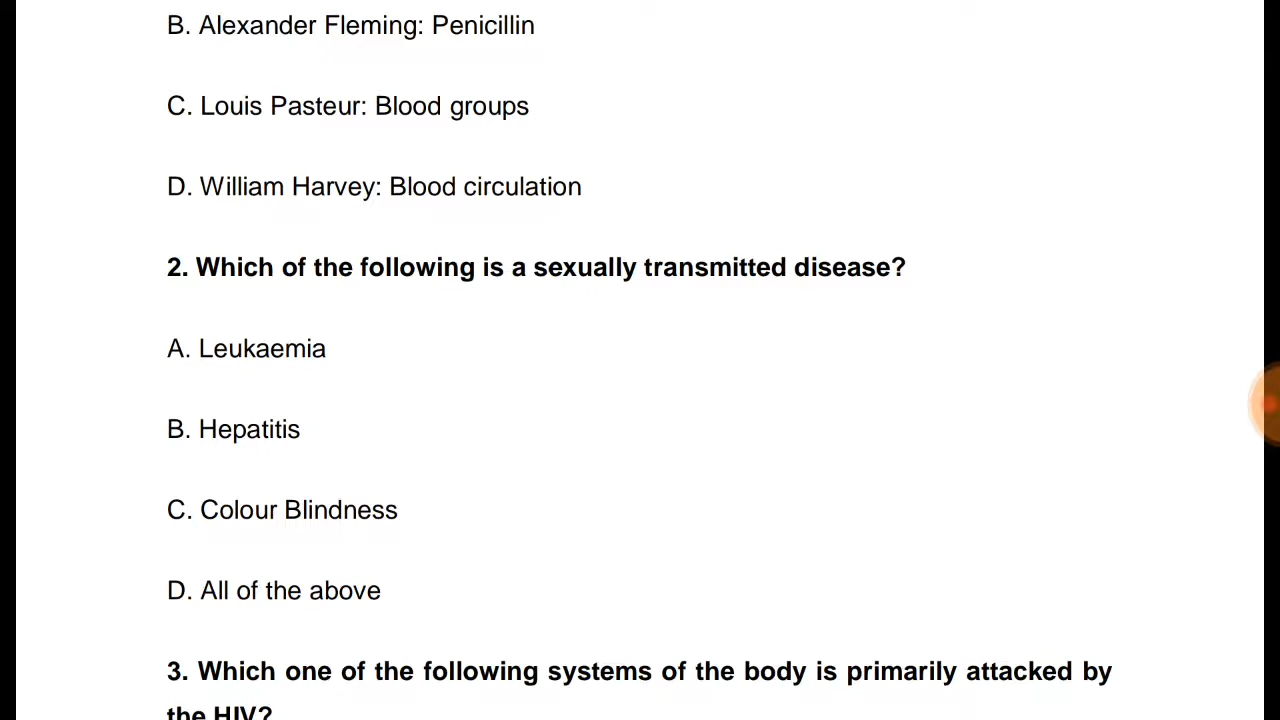 B. Alexander Fleming: Penicillin
C. Louis Pasteur: Blood groups
D. William Harvey: Blood circulation
2. Which of the following is a sexually transmitted disease?
A. Leukaemia
B. Hepatitis
C. Colour Blindness
D. All of the above
3. Which one of the following systems of the body is primarily attacked by
the HIV?